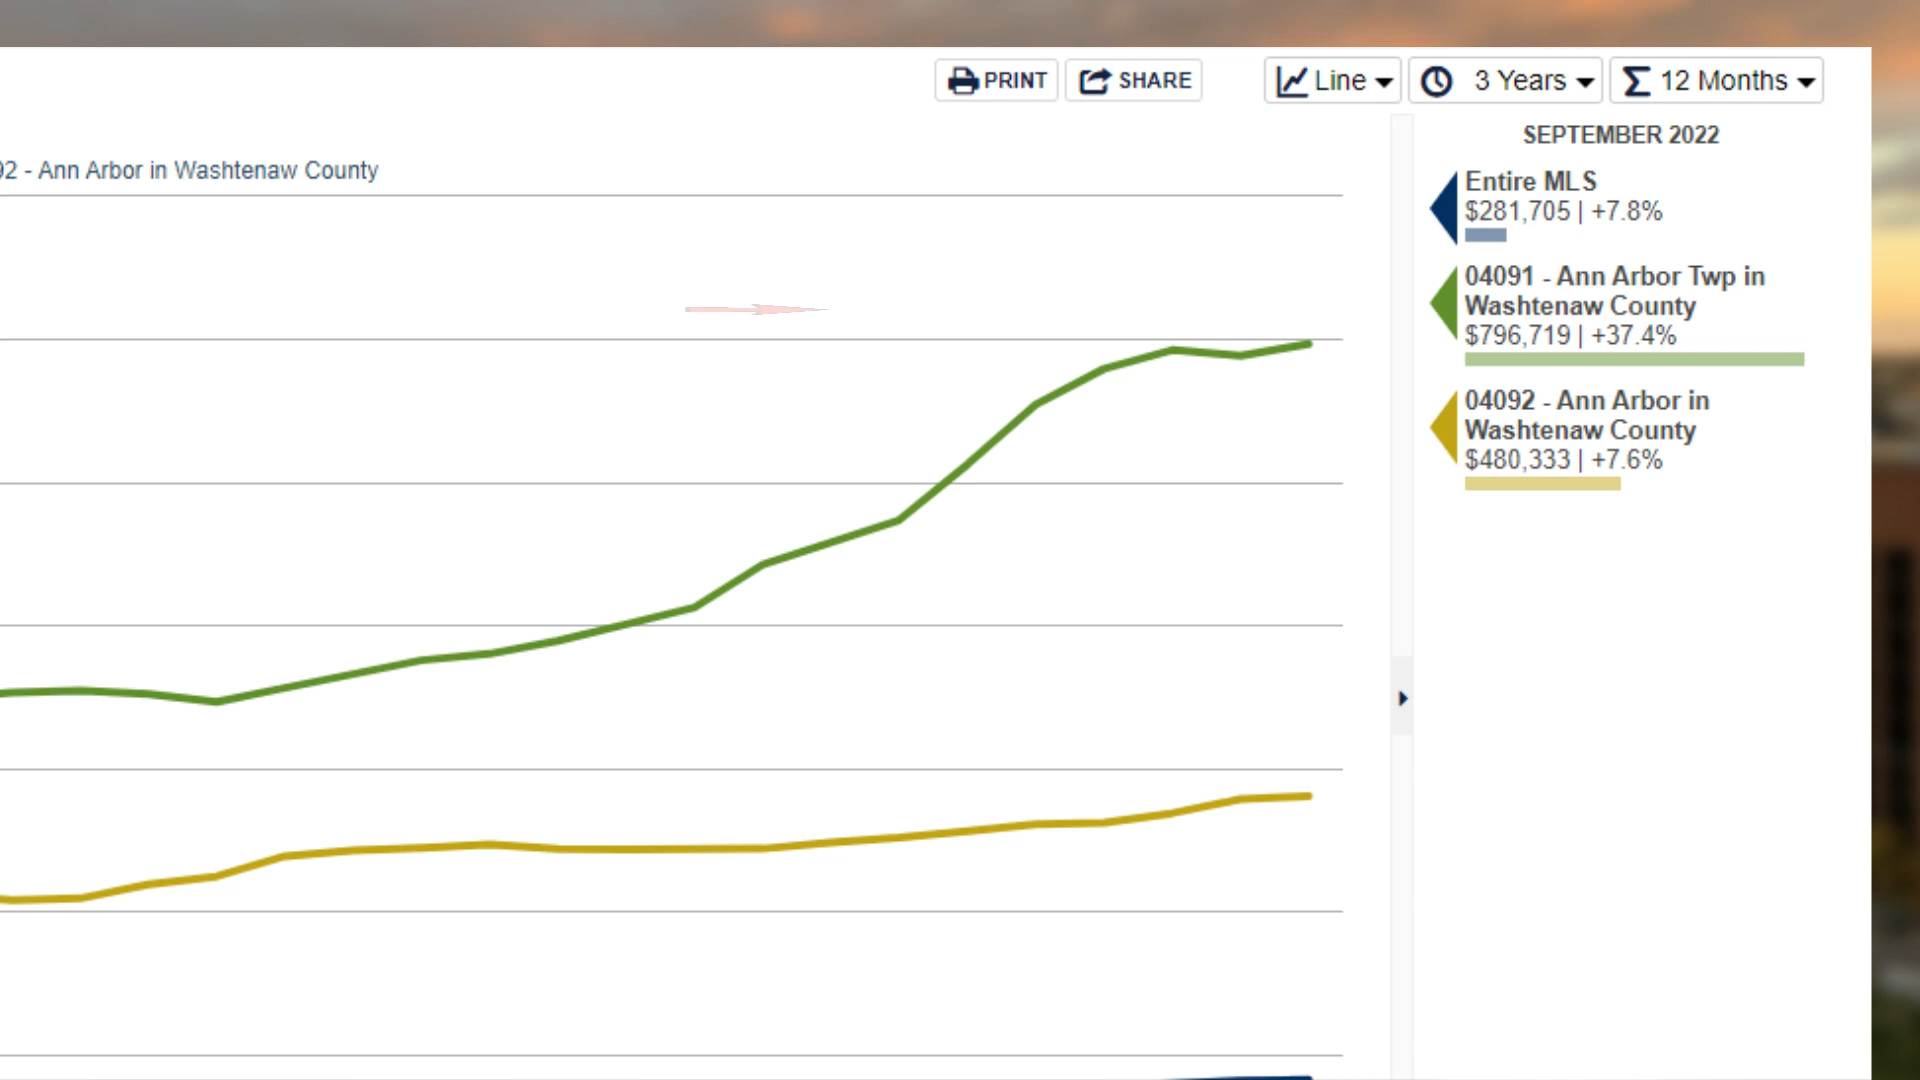 PRINT
SHARE
Line
3 Years
12 Months
92 - Ann Arbor in Washtenaw County
SEPTEMBER 2022
Entire MLS
$281,705 | +7.8%
04091 - Ann Arbor Twp in
Washtenaw County
$796,719 | +37.4%
04092 - Ann Arbor in
Washtenaw County
$480,333 | +7.6%